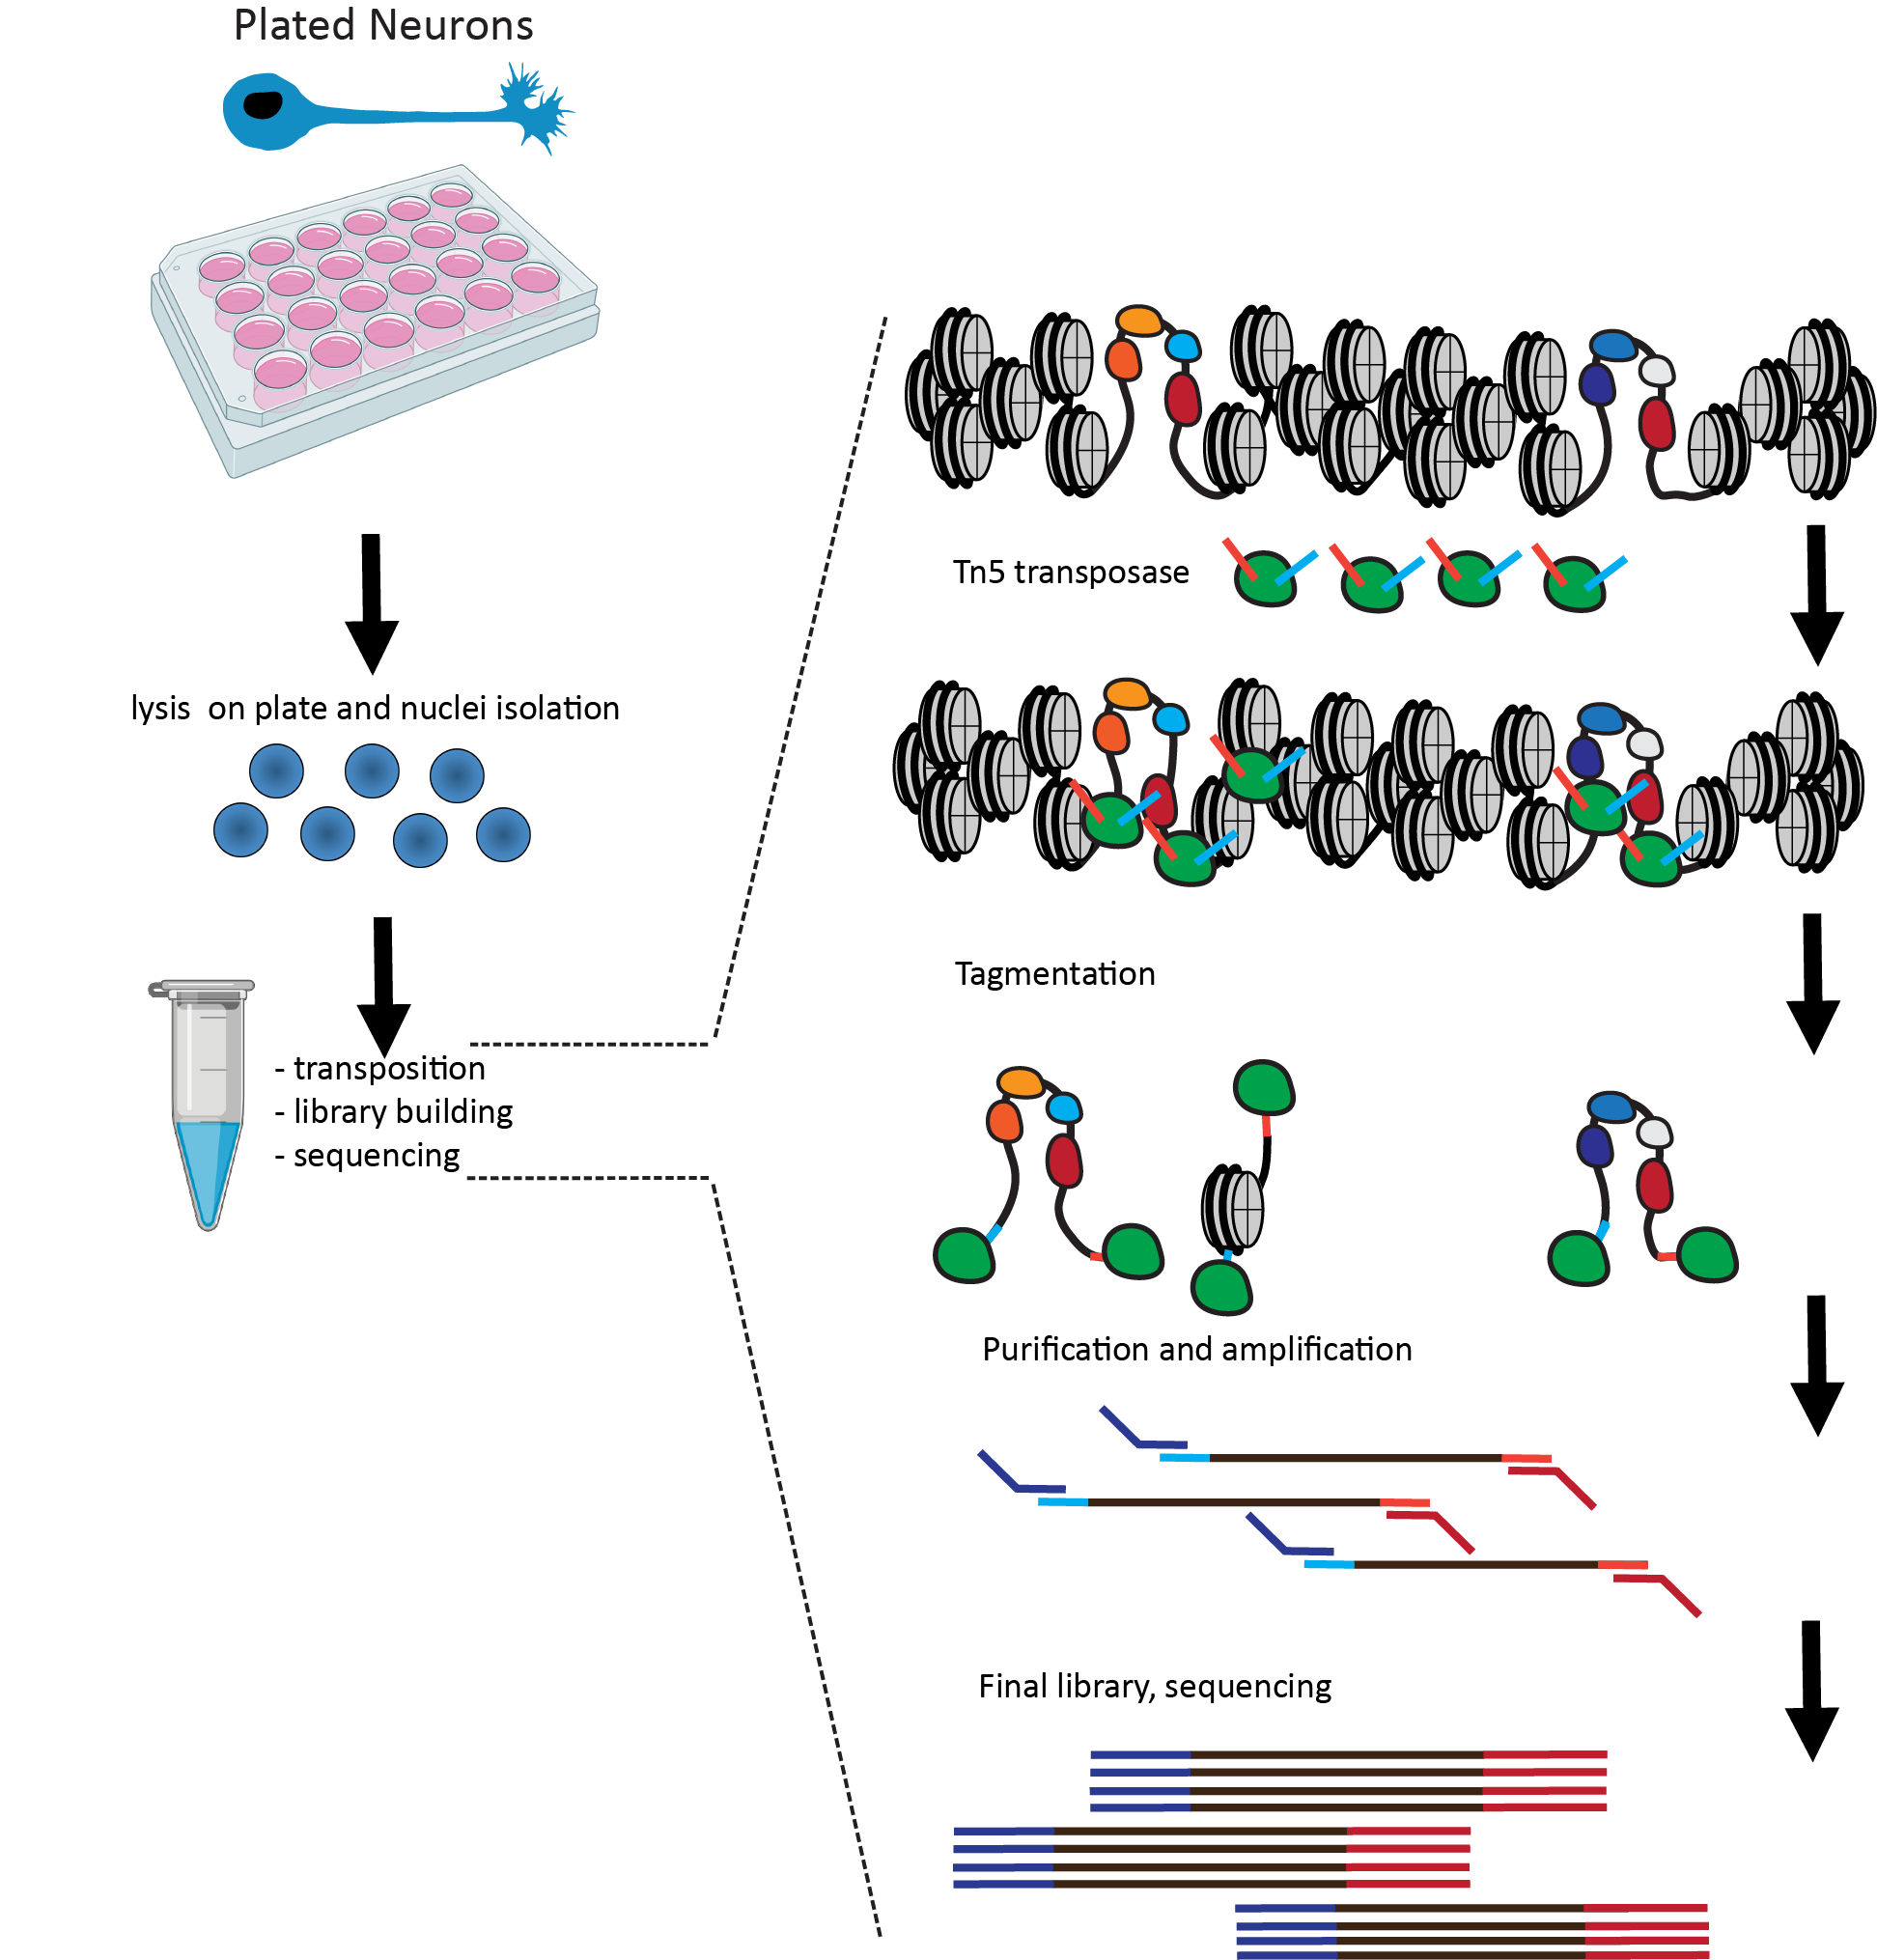 Plated Neurons
lysis  on plate and nuclei isolation
- transposition
- library building
- sequencing
Tn5 transposase
Tagmentation
Purification and amplification
Final library, sequencing